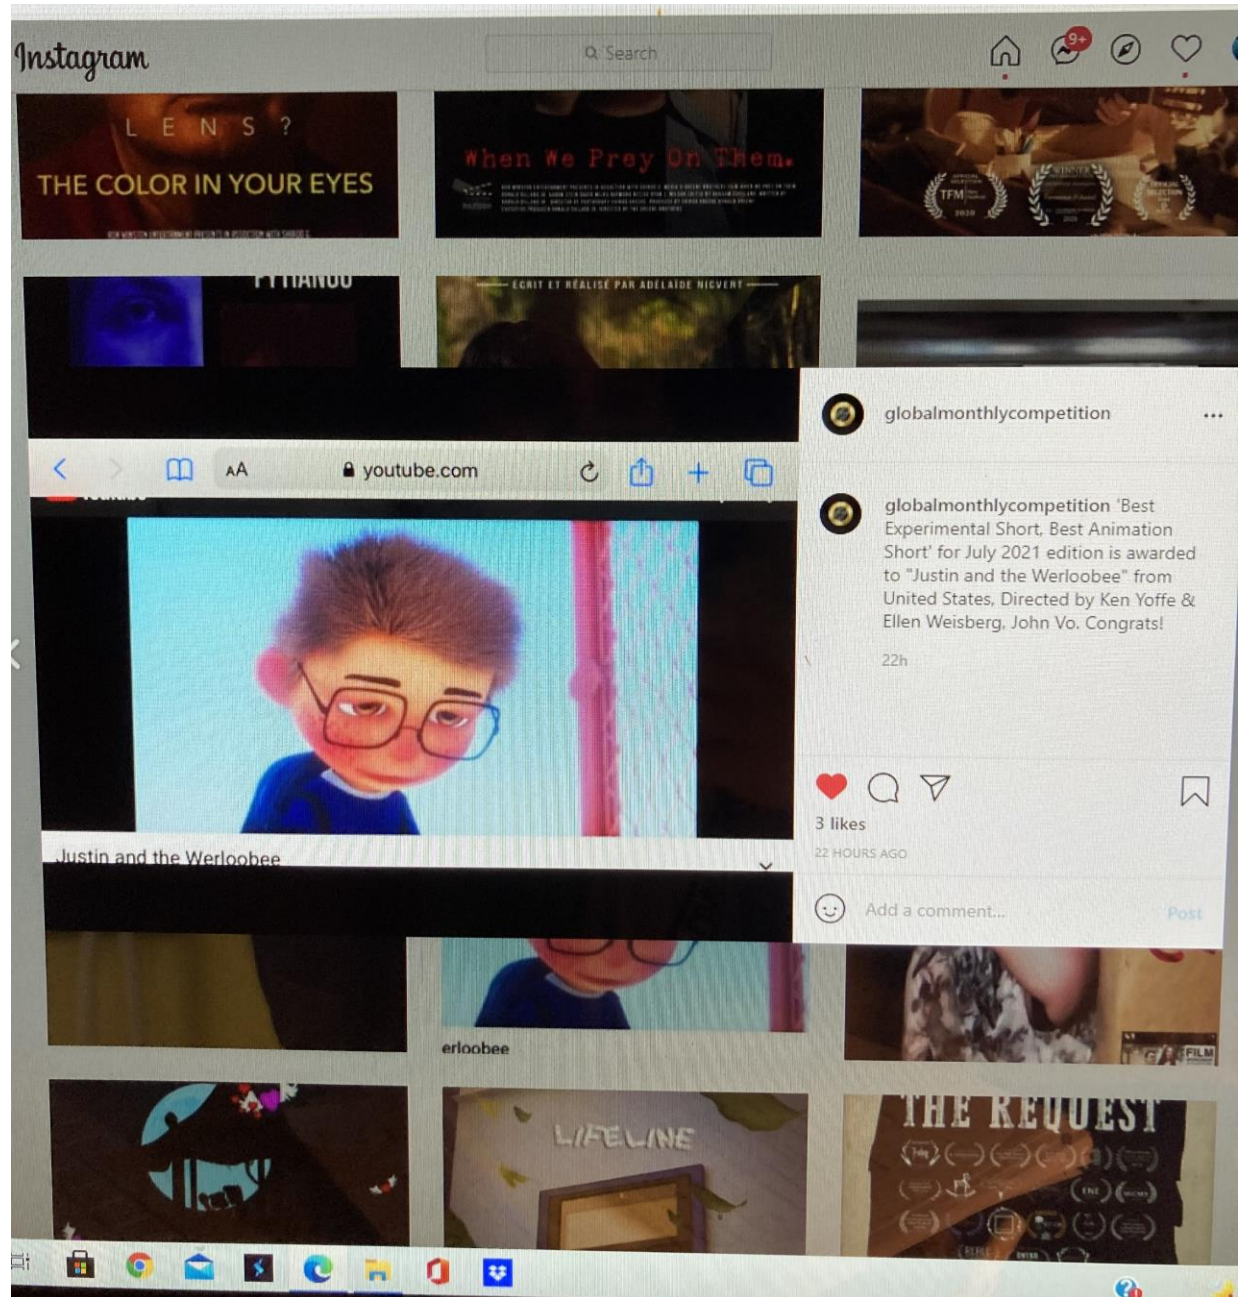 Instagram
Search
9+
LENS?
THE COLOR IN YOUR EYES
When We Prey On Them.
OFFICIAL
SELECTION
TFM
2020
WINNER
ECRIT ET RÉALISÉ PAR ADELAÏDE NICVERT
AA
youtube.com
globalmonthlycompetition
...
globalmonthlycompetition 'Best
Experimental Short, Best Animation
Short' for July 2021 edition is awarded
to "Justin and the Werloobee" from
United States, Directed by Ken Yoffe &
Ellen Weisberg, John Vo. Congrats!
22h
3 likes
22 HOURS AGO
Justin and the Werloobee
Add a comment...
Post
erloobee
FILM
LIFELINE
THE REQUEST